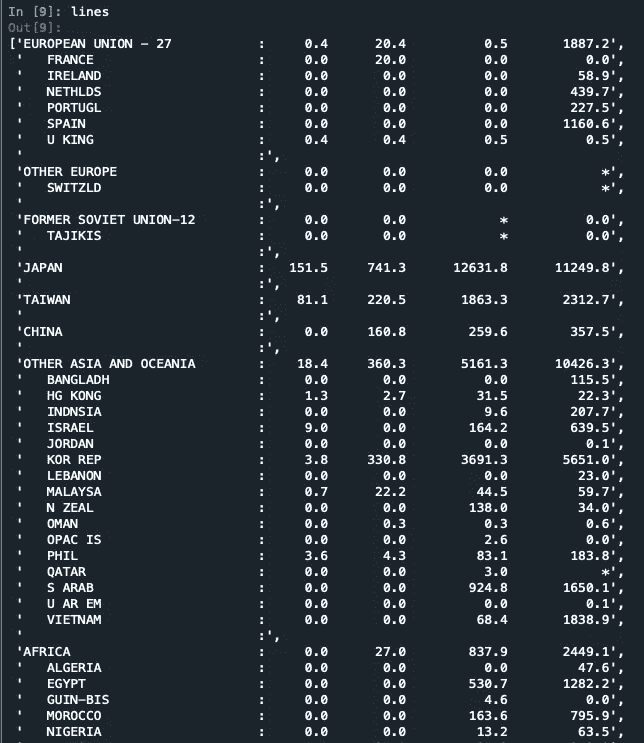 In [9]: lines
Out[9]:
['EUROPEAN UNION - 27        :     0.4      20.4         0.5      1887.2',
 '   FRANCE                  :     0.0      20.0         0.0         0.0',
 '   IRELAND                 :     0.0       0.0         0.0        58.9',
 '   NETHLDS                 :     0.0       0.0         0.0       439.7',
 '   PORTUGL                 :     0.0       0.0         0.0       227.5',
 '   SPAIN                   :     0.0       0.0         0.0      1160.6',
 '   U KING                  :     0.4       0.4         0.5         0.5',
 '                           :',
 'OTHER EUROPE               :     0.0       0.0         0.0           *',
 '   SWITZLD                 :     0.0       0.0         0.0           *',
 '                           :',
 'FORMER SOVIET UNION-12     :     0.0       0.0           *         0.0',
 '   TAJIKIS                 :     0.0       0.0           *         0.0',
 '                           :',
 'JAPAN                      :   151.5     741.3     12631.8     11249.8',
 '                           :',
 'TAIWAN                     :    81.1     220.5      1863.3      2312.7',
 '                           :',
 'CHINA                      :     0.0     160.8       259.6       357.5',
 '                           :',
 'OTHER ASIA AND OCEANIA     :    18.4     360.3      5161.3     10426.3',
 '   BANGLADH                :     0.0       0.0         0.0       115.5',
 '   HG KONG                 :     1.3       2.7        31.5        22.3',
 '   INDNSIA                 :     0.0       0.0         9.6       207.7',
 '   ISRAEL                  :     9.0       0.0       164.2       639.5',
 '   JORDAN                  :     0.0       0.0         0.0         0.1',
 '   KOR REP                 :     3.8     330.8      3691.3      5651.0',
 '   LEBANON                 :     0.0       0.0         0.0        23.0',
 '   MALAYSA                 :     0.7      22.2        44.5        59.7',
 '   N ZEAL                  :     0.0       0.0       138.0        34.0',
 '   OMAN                    :     0.0       0.3         0.3         0.6',
 '   OPAC IS                 :     0.0       0.0         2.6         0.0',
 '   PHIL                    :     3.6       4.3        83.1       183.8',
 '   QATAR                   :     0.0       0.0         3.0           *',
 '   S ARAB                  :     0.0       0.0       924.8      1650.1',
 '   U AR EM                 :     0.0       0.0         0.0         0.1',
 '   VIETNAM                 :     0.0       0.0        68.4      1838.9',
 '                           :',
 'AFRICA                     :     0.0      27.0       837.9      2449.1',
 '   ALGERIA                 :     0.0       0.0         0.0        47.6',
 '   EGYPT                   :     0.0       0.0       530.7      1282.2',
 '   GUIN-BIS                :     0.0       0.0         4.6         0.0',
 '   MOROCCO                 :     0.0       0.0       163.6       795.9',
 '   NIGERIA                 :     0.0       0.0        13.2        63.5',